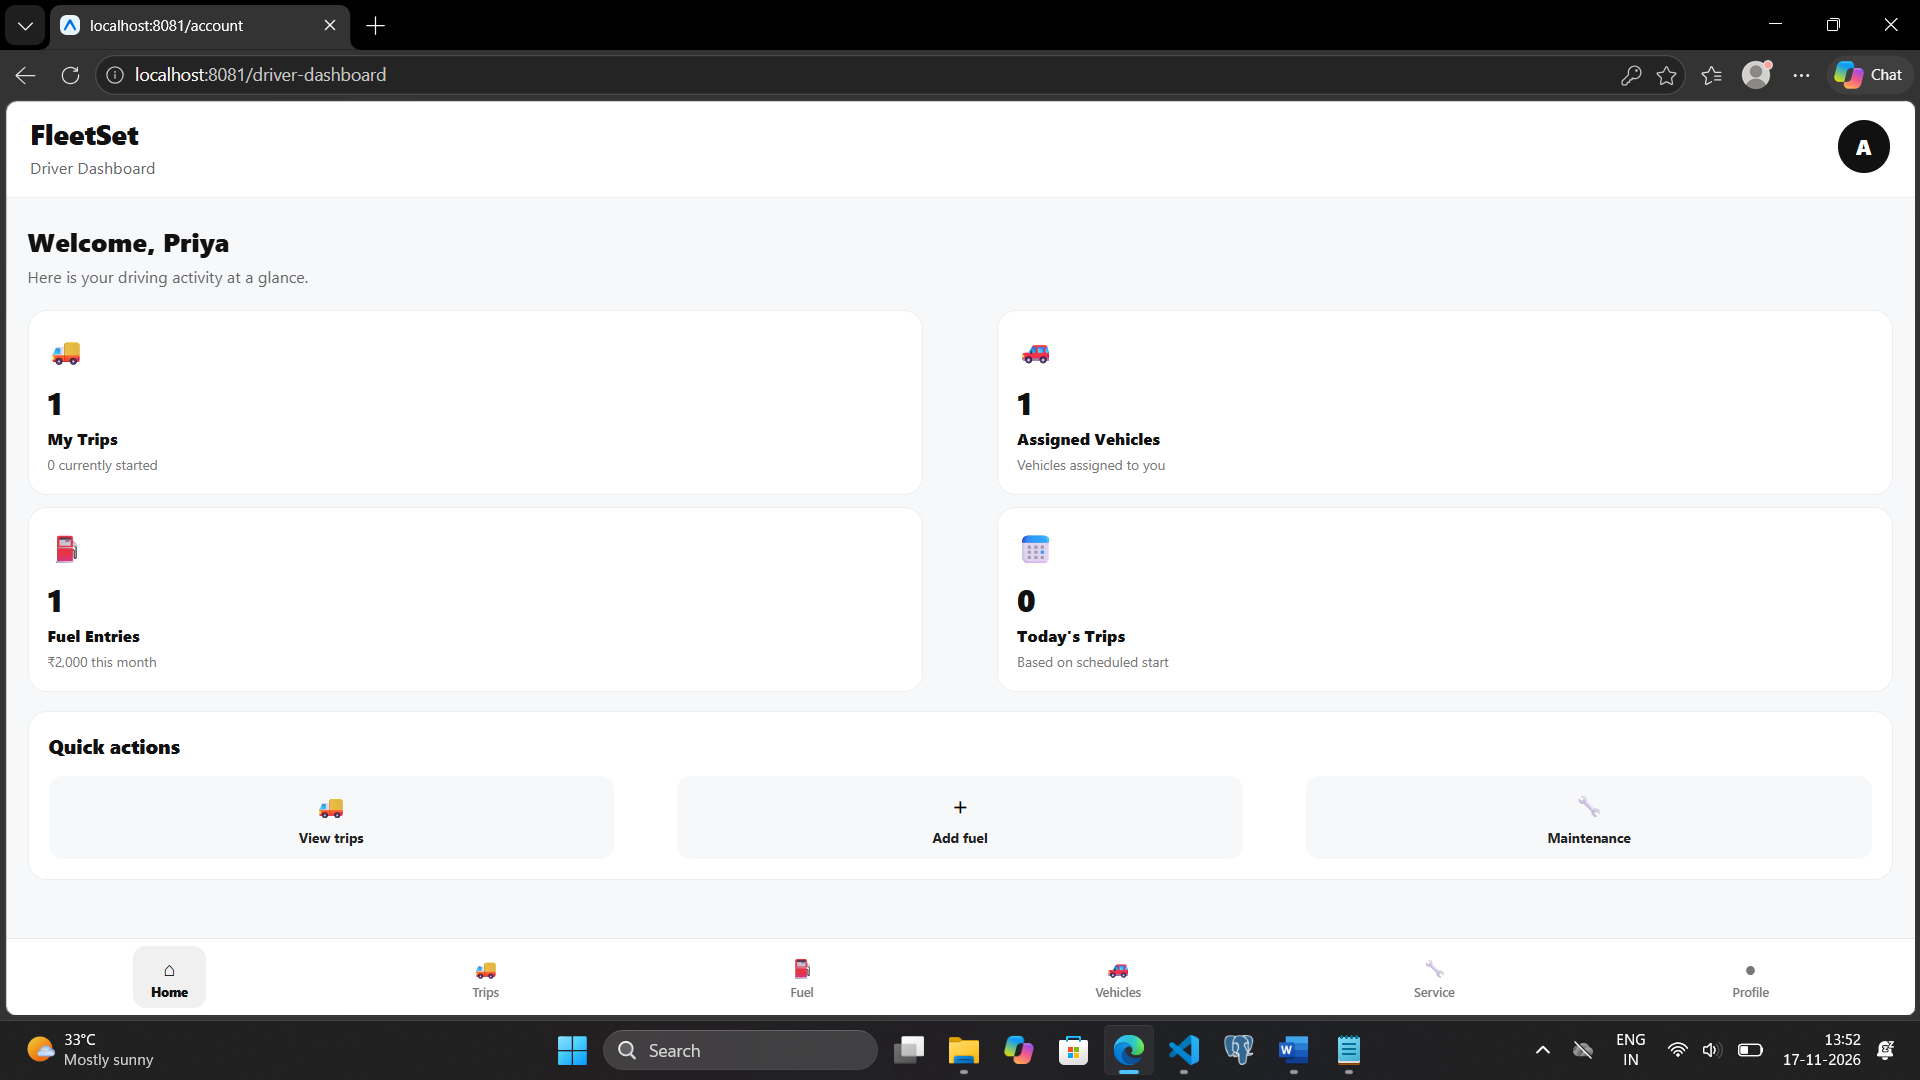 localhost:8081/account
localhost:8081/driver-dashboard
Chat
FleetSet
Driver Dashboard
A
Welcome, Priya
Here is your driving activity at a glance.
1
My Trips
0 currently started
1
Assigned Vehicles
Vehicles assigned to you
1
Fuel Entries
₹2,000 this month
0
Today's Trips
Based on scheduled start
Quick actions
View trips
+
Add fuel
Maintenance
Home
Trips
Fuel
Vehicles
Service
Profile
33°C
Mostly sunny
Search
ENG
IN
13:52
17-11-2026